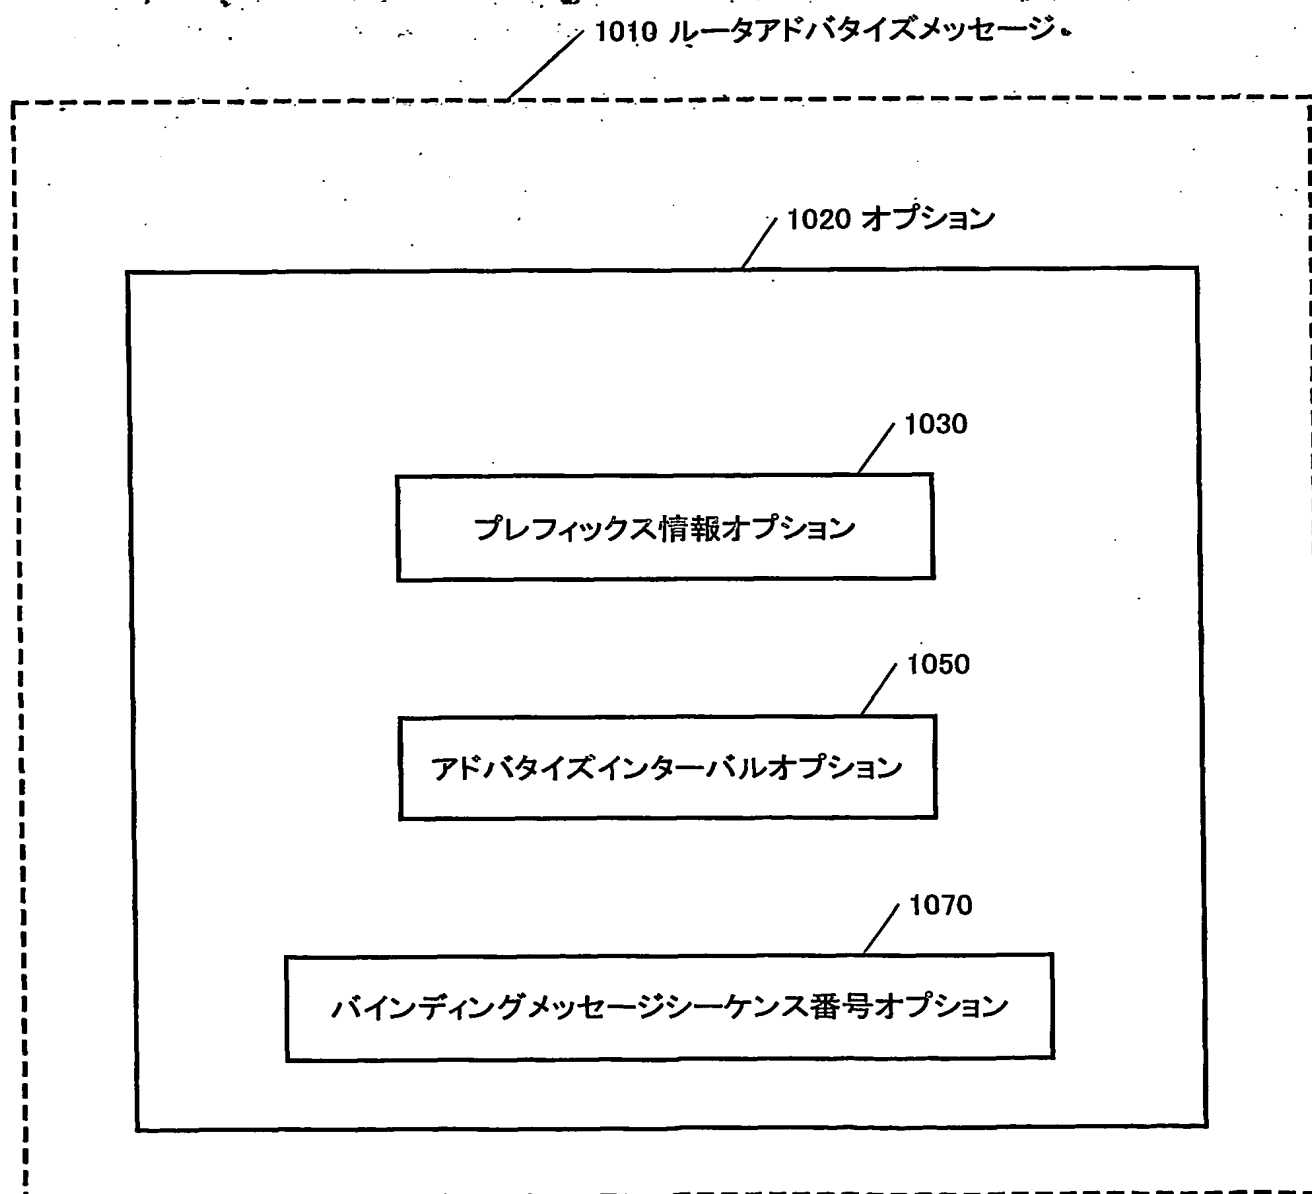 1010 ルータアドバタイズメッセージ。
1020 オプション
1030
プレフィックス情報オプション
1050
アドバタイズインターバルオプション
1070
バインディングメッセージシーケンス番号オプション